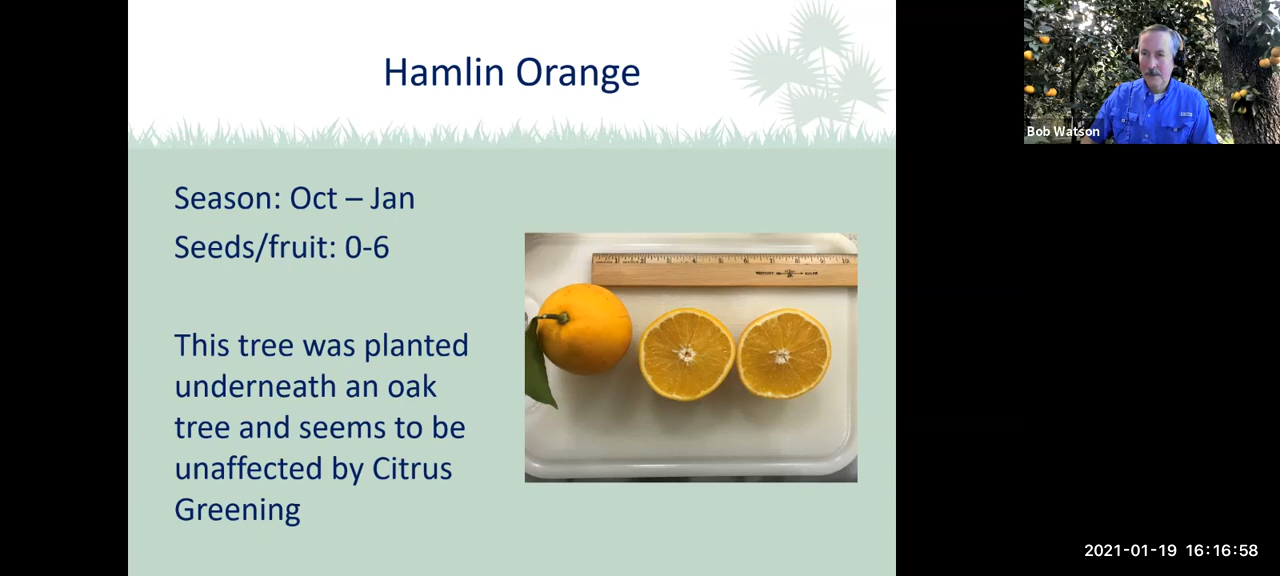 Hamlin Orange
Bob Watson
Season: Oct – Jan
Seeds/fruit: 0-6
This tree was planted
underneath an oak
tree and seems to be
unaffected by Citrus
Greening
2021-01-19 16:16:58